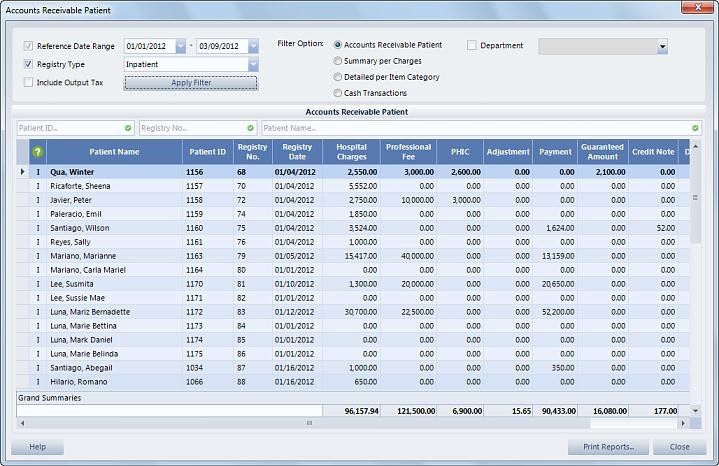 Accounts Receivable Patient
Reference Date Range 01/01/2012 - 03/09/2012 Filter Option: Accounts Receivable Patient Department
Registry Type Inpatient Summary per Charges
Include Output Tax Apply Filter Detailed per Item Category
Cash Transactions
Accounts Receivable Patient
Patient ID... Registry No... Patient Name...
? Patient Name Patient ID Registry No. Registry Date Hospital Charges Professional Fee PHIC Adjustment Payment Guaranteed Amount Credit Note D
I Qua, Winter 1156 68 01/04/2012 2,550.00 3,000.00 2,600.00 0.00 0.00 2,100.00 0.00
I Ricaforte, Sheena 1157 70 01/04/2012 5,552.00 0.00 0.00 0.00 0.00 0.00 0.00
I Javier, Peter 1158 72 01/04/2012 2,750.00 10,000.00 3,000.00 0.00 0.00 0.00 0.00
I Paleracio, Emil 1159 74 01/04/2012 1,850.00 0.00 0.00 0.00 0.00 0.00 0.00
I Santiago, Wilson 1160 75 01/04/2012 3,524.00 0.00 0.00 0.00 1,624.00 0.00 52.00
I Reyes, Sally 1161 76 01/04/2012 1,000.00 0.00 0.00 0.00 0.00 0.00 0.00
I Mariano, Marianne 1163 79 01/05/2012 15,417.00 40,000.00 0.00 0.00 13,159.00 0.00 0.00
I Mariano, Carla Mariel 1164 80 01/01/2012 0.00 0.00 0.00 0.00 0.00 0.00 0.00
I Lee, Susmita 1170 81 01/10/2012 1,300.00 20,000.00 0.00 0.00 20,650.00 0.00 0.00
I Lee, Sussie Mae 1171 82 01/01/2012 0.00 0.00 0.00 0.00 0.00 0.00 0.00
I Luna, Mariz Bernadette 1172 83 01/12/2012 30,700.00 22,500.00 0.00 0.00 52,200.00 0.00 0.00
I Luna, Marie Bettina 1173 84 01/01/2012 0.00 0.00 0.00 0.00 0.00 0.00 0.00
I Luna, Mark Daniel 1174 85 01/01/2012 0.00 0.00 0.00 0.00 0.00 0.00 0.00
I Luna, Marie Belinda 1175 86 01/01/2012 0.00 0.00 0.00 0.00 0.00 0.00 0.00
I Santiago, Abegail 1034 87 01/16/2012 1,000.00 0.00 0.00 0.00 350.00 0.00 0.00
I Hilario, Romano 1066 88 01/16/2012 650.00 0.00 0.00 0.00 0.00 0.00 0.00
Grand Summaries
96,157.94 121,500.00 6,900.00 15.65 90,433.00 16,080.00 177.00
Help Print Reports... Close